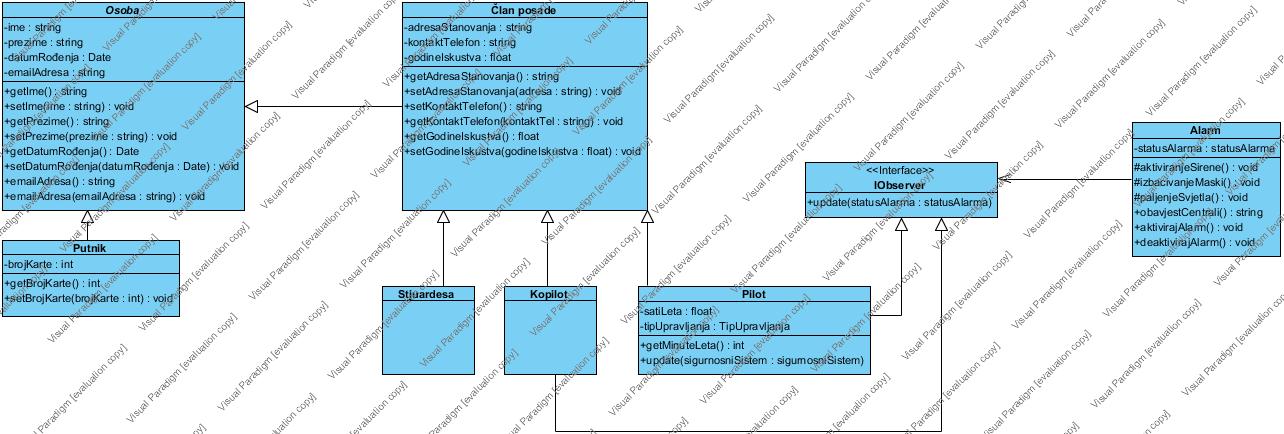 Osoba
-ime : string
-prezime : string
-datumRođenja : Date
-emailAdresa : string
+getIme() : string
+setIme(ime : string) : void
+getPrezime() : string
+setPrezime(prezime : string) : void
+getDatumRođenja() : Date
+setDatumRođenja(datumRođenja : Date) : void
+emailAdresa() : string
+emailAdresa(emailAdresa : string) : void
Član posade
-adresaStanovanja : string
-kontaktTelefon : string
-godineIskustva : float
+getAdresaStanovanja() : string
+setAdresaStanovanja(adresa : string) : void
+setKontaktTelefon() : string
+getKontaktTelefon(kontaktTel : string) : void
+getGodineIskustva() : float
+setGodineIskustva(godineIskustva : float) : void
<<Interface>>
IObserver
+update(statusAlarma : statusAlarma)
Alarm
-statusAlarma : statusAlarma
#aktiviranjeSirene() : void
#izbacivanjeMaski() : void
#paljenjeSvjetla() : void
+obavjestCentrali() : string
+aktivirajAlarm() : void
+deaktivirajAlarm() : void
Putnik
-brojKarte : int
+getBrojKarte() : int
+setBrojKarte(brojKarte : int) : void
Stjuardesa
Kopilot
Pilot
-satiLeta : float
-tipUpravljanja : TipUpravljanja
+getMinuteLeta() : int
+update(sigurnosniSistem : sigurnosniSistem)
Visual Paradigm [evaluation copy]